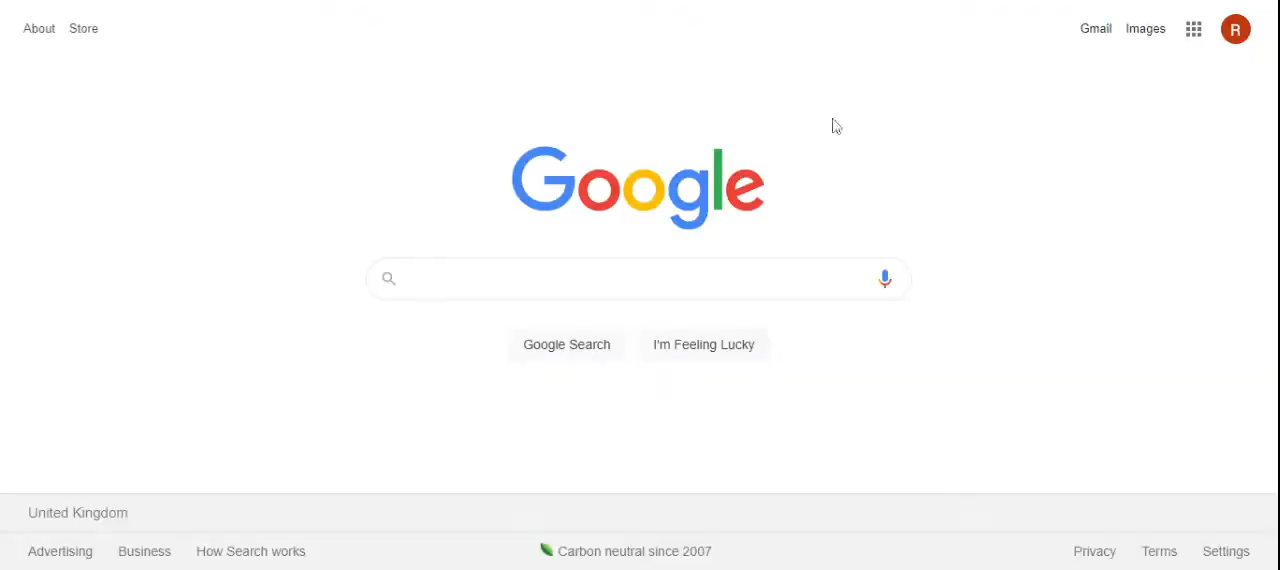 About Store
Gmail Images
R
Google
Google Search I'm Feeling Lucky
United Kingdom
Advertising Business How Search works
Carbon neutral since 2007
Privacy Terms Settings